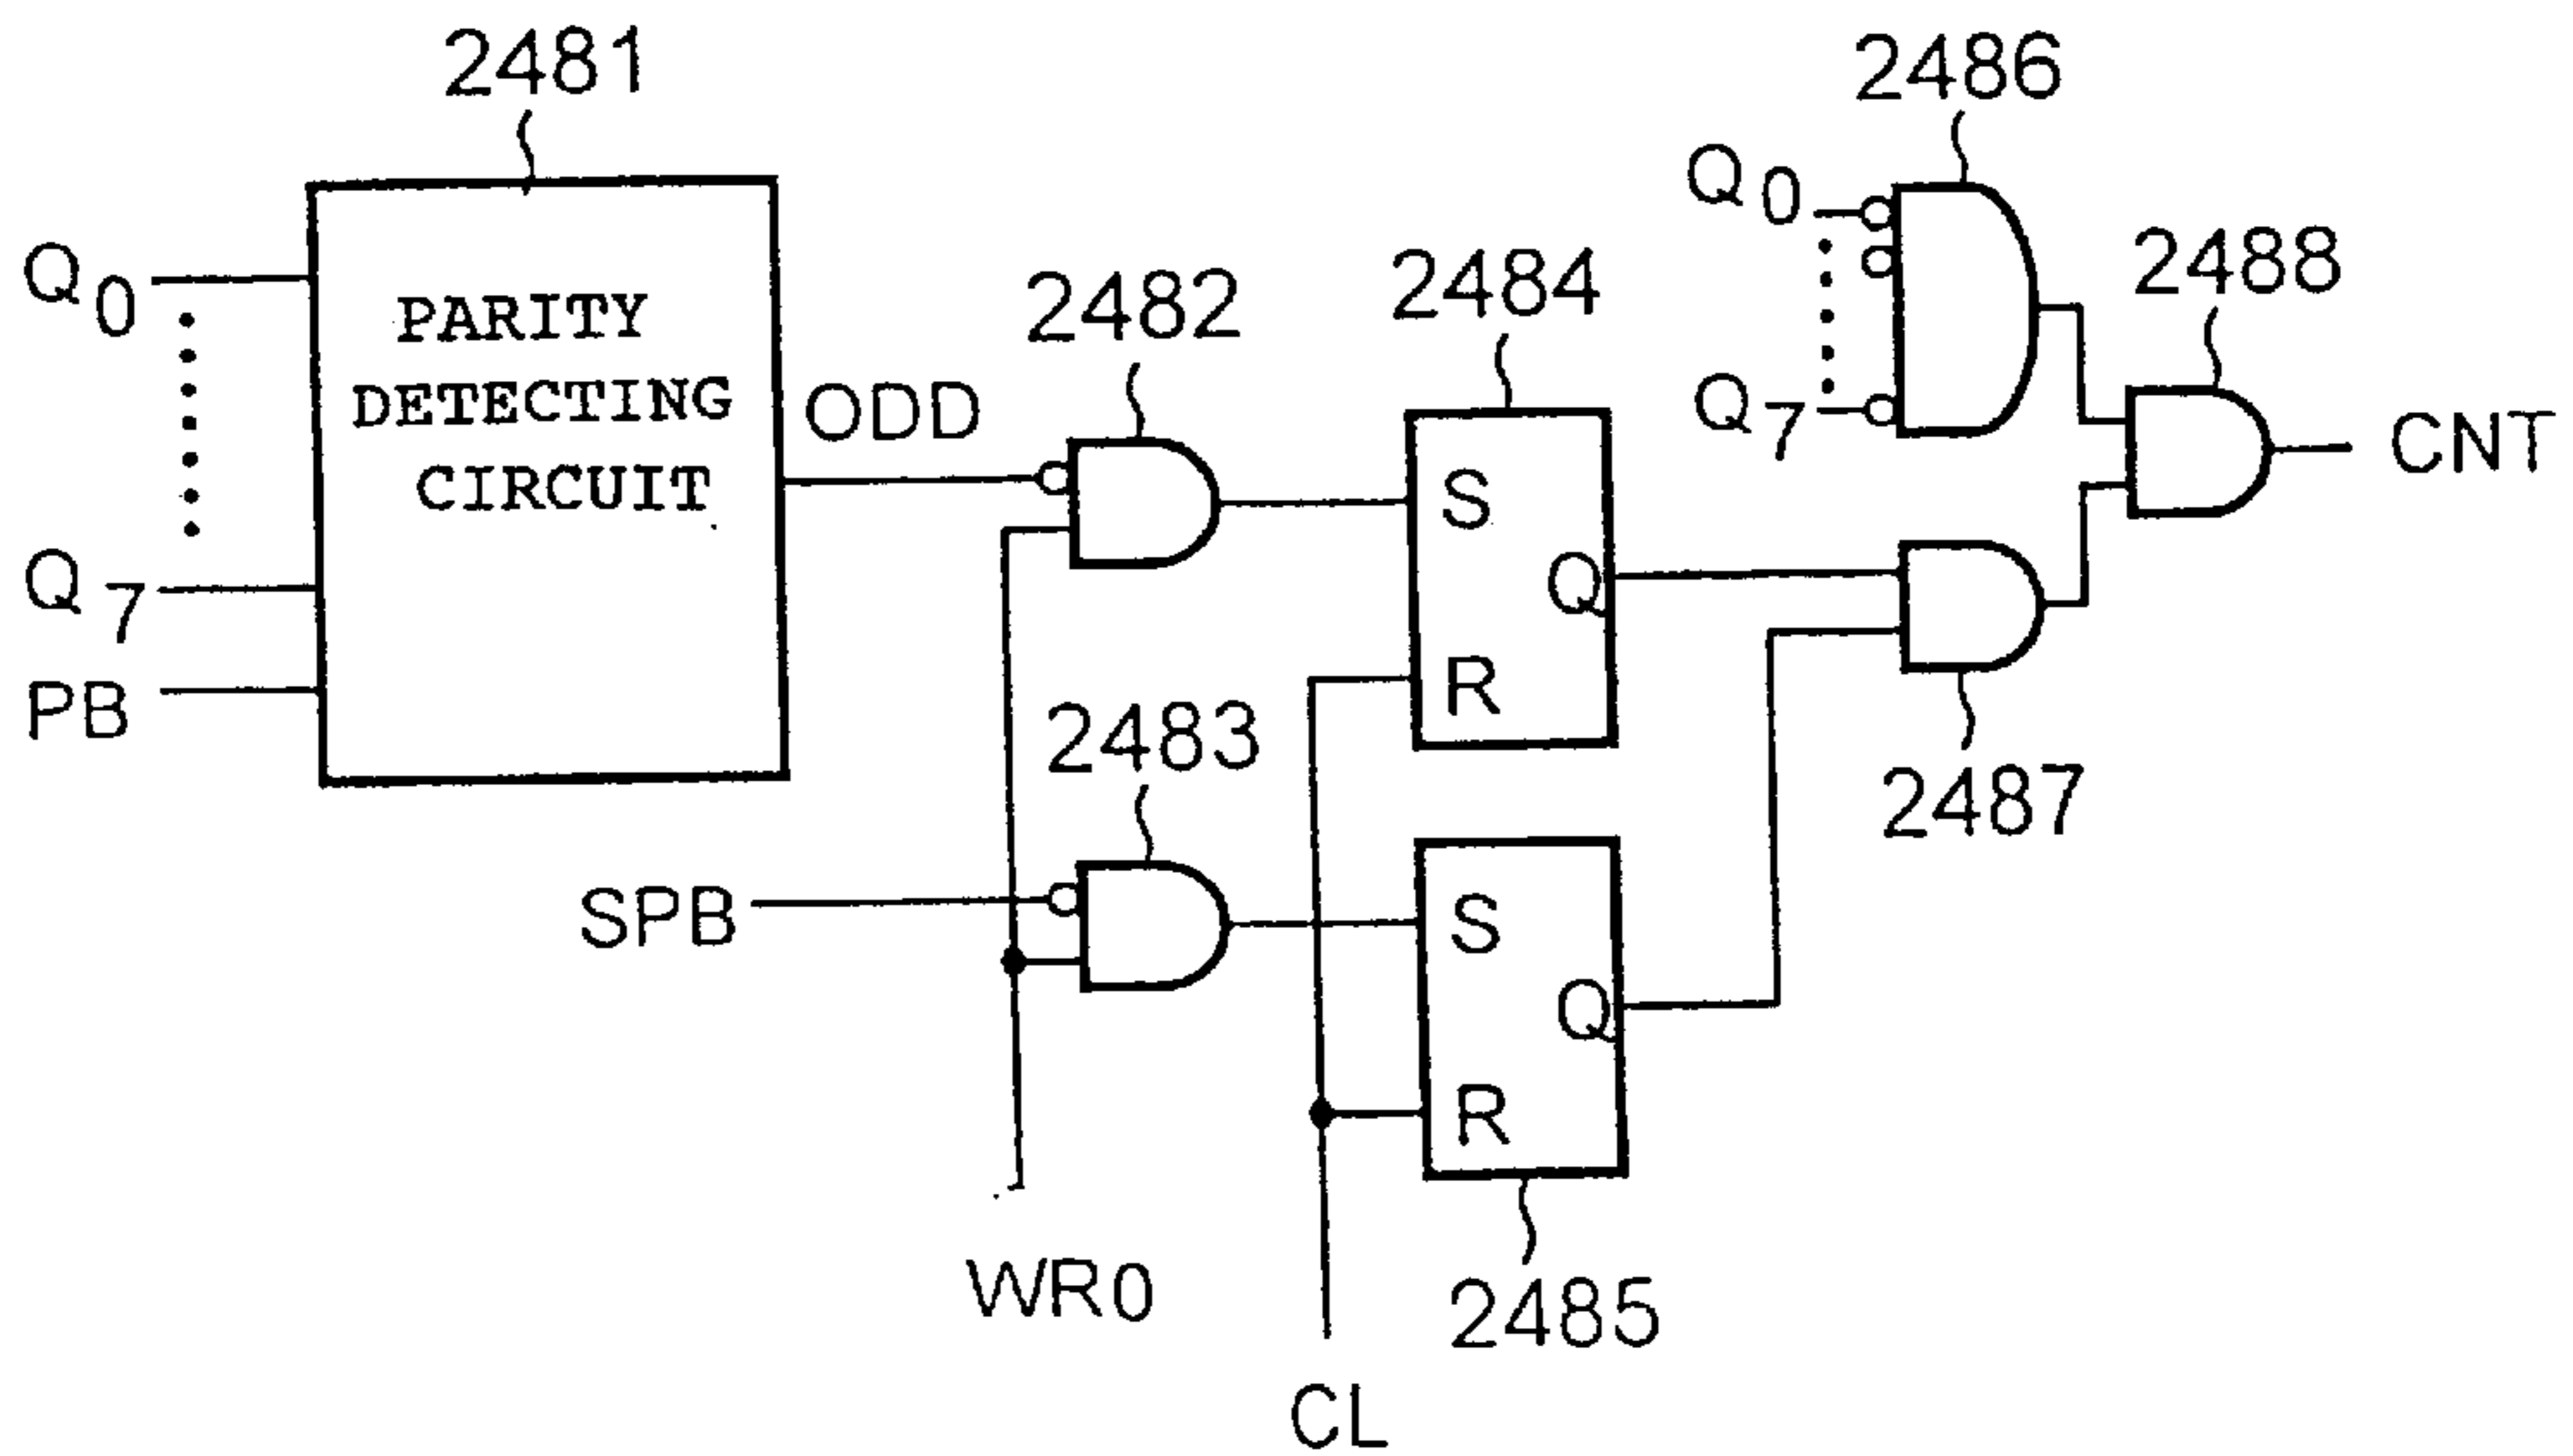 2481
2486
Q0
Q0
2488
2484
2482
PARITY
DETECTING
CIRCUIT
ODD
Q7
CNT
S
Q
R
Q7
PB
2483
2487
SPB
S
Q
R
WR0
2485
CL